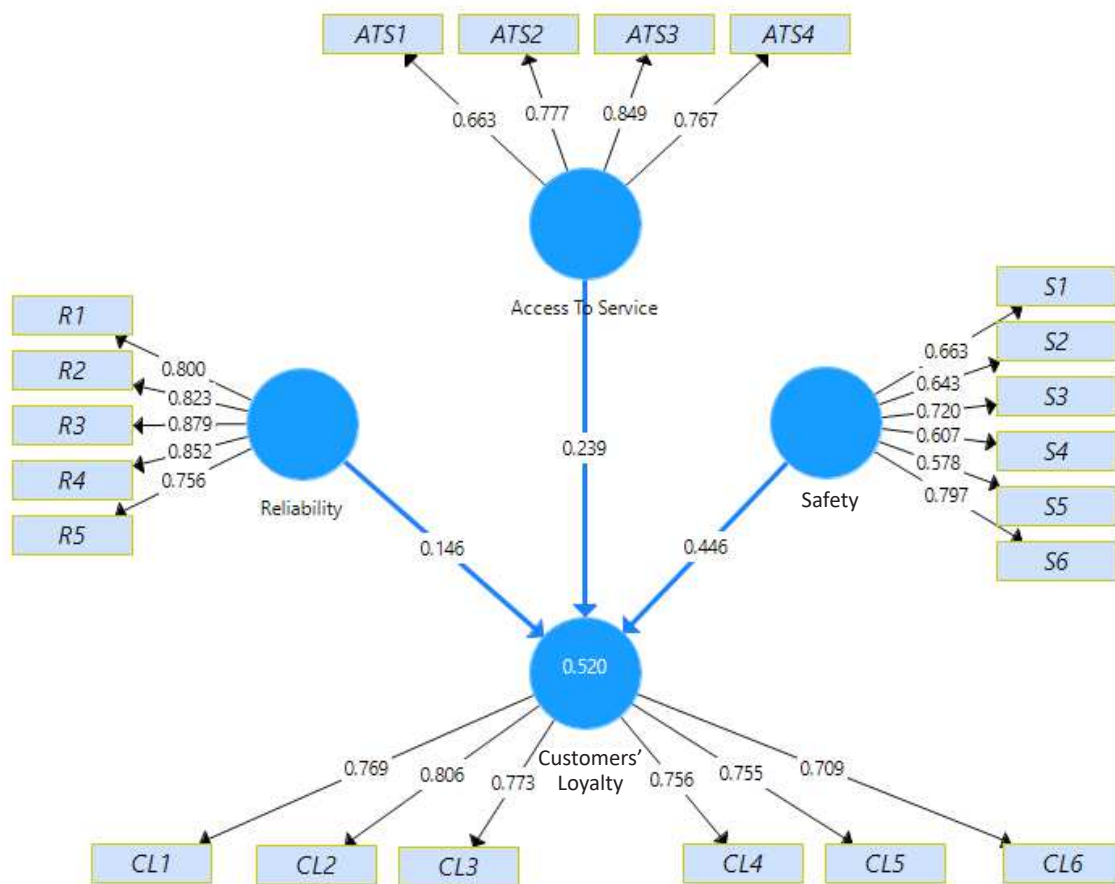 ATS1 ATS2 ATS3 ATS4
0.663 0.777 0.849 0.767
Access To Service
R1
R2
R3
R4
R5
0.800
0.823
0.879
0.852
0.756
Reliability
S1
S2
S3
S4
S5
S6
0.663
0.643
0.720
0.607
0.578
0.797
Safety
0.239
0.146
0.446
0.520
Customers’
Loyalty
0.769 0.806 0.773 0.756 0.755 0.709
CL1 CL2 CL3 CL4 CL5 CL6